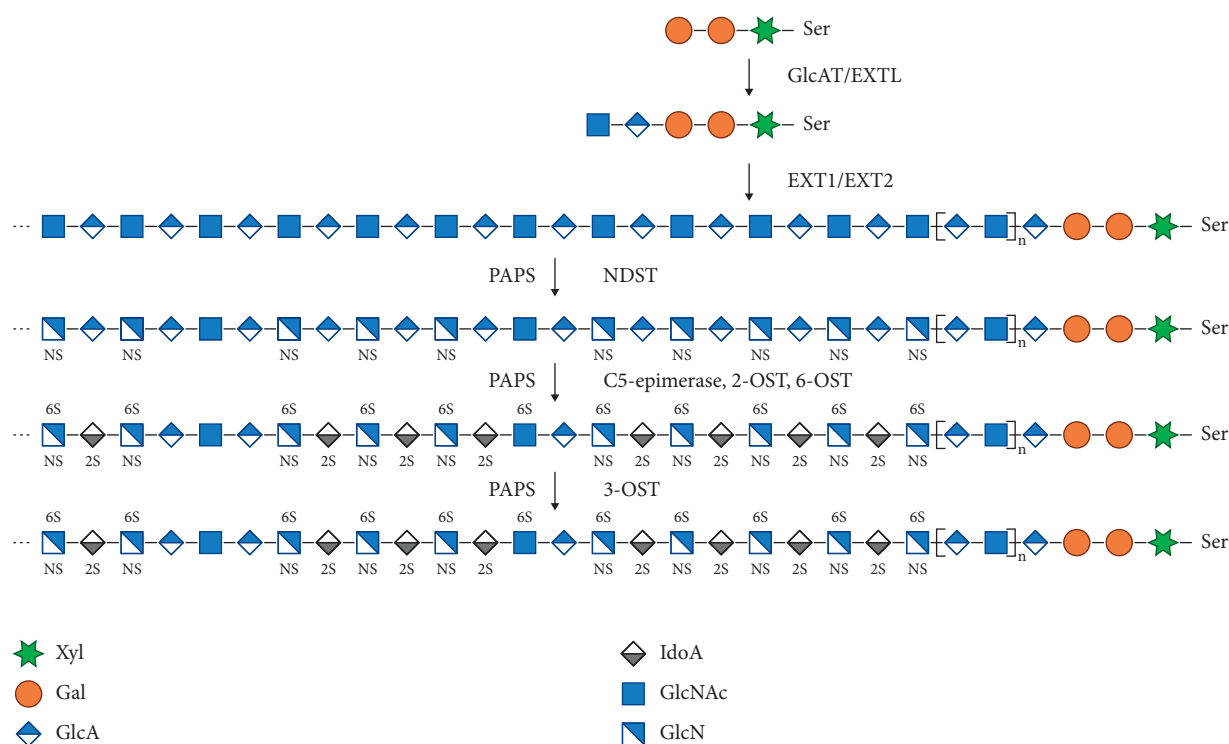 Ser
GlcAT/EXTL
Ser
EXT1/EXT2
... [ ]n Ser
PAPS NDST
... [ ]n Ser
NS NS NS NS NS NS NS NS NS NS
PAPS C5-epimerase, 2-OST, 6-OST
6S 6S 6S 6S 6S 6S 6S 6S 6S 6S 6S
... [ ]n Ser
NS 2S NS NS 2S NS 2S NS 2S NS 2S NS 2S NS 2S NS 2S NS
PAPS 3-OST
6S 6S 6S 6S 6S 6S 6S 6S 6S 6S 6S
... [ ]n Ser
NS 2S NS NS 2S NS 2S NS 2S NS 2S NS 2S NS 2S NS 2S NS
Xyl
Gal
GlcA
IdoA
GlcNAc
GlcN